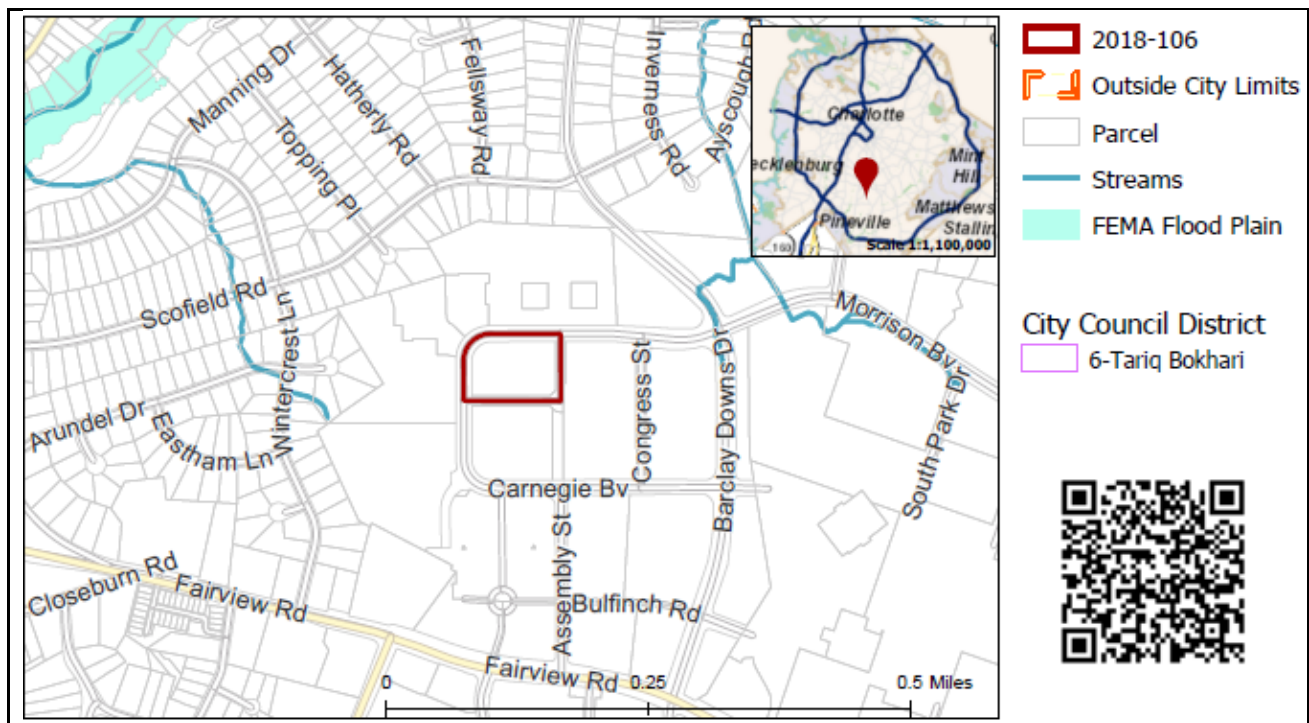 Manning Dr
Hatherly Rd
Fellsway Rd
Inverness Rd
Topping Pl
Scofield Rd
Wintercrest Ln
Arundel Dr
Eastham Ln
Closeburn Rd
Fairview Rd
Carnegie Bv
Congress St
Assembly St
Bulfinch Rd
Fairview Rd
Barclay Downs Dr
Morrison Bv
South Park Dr
0 0.25 0.5 Miles
Charlotte
ecklenburg
Mint
Hill
Matthews
Pineville
Stallin
160
Scale 1:1,100,000
2018-106
Outside City Limits
Parcel
Streams
FEMA Flood Plain
City Council District
6-Tariq Bokhari